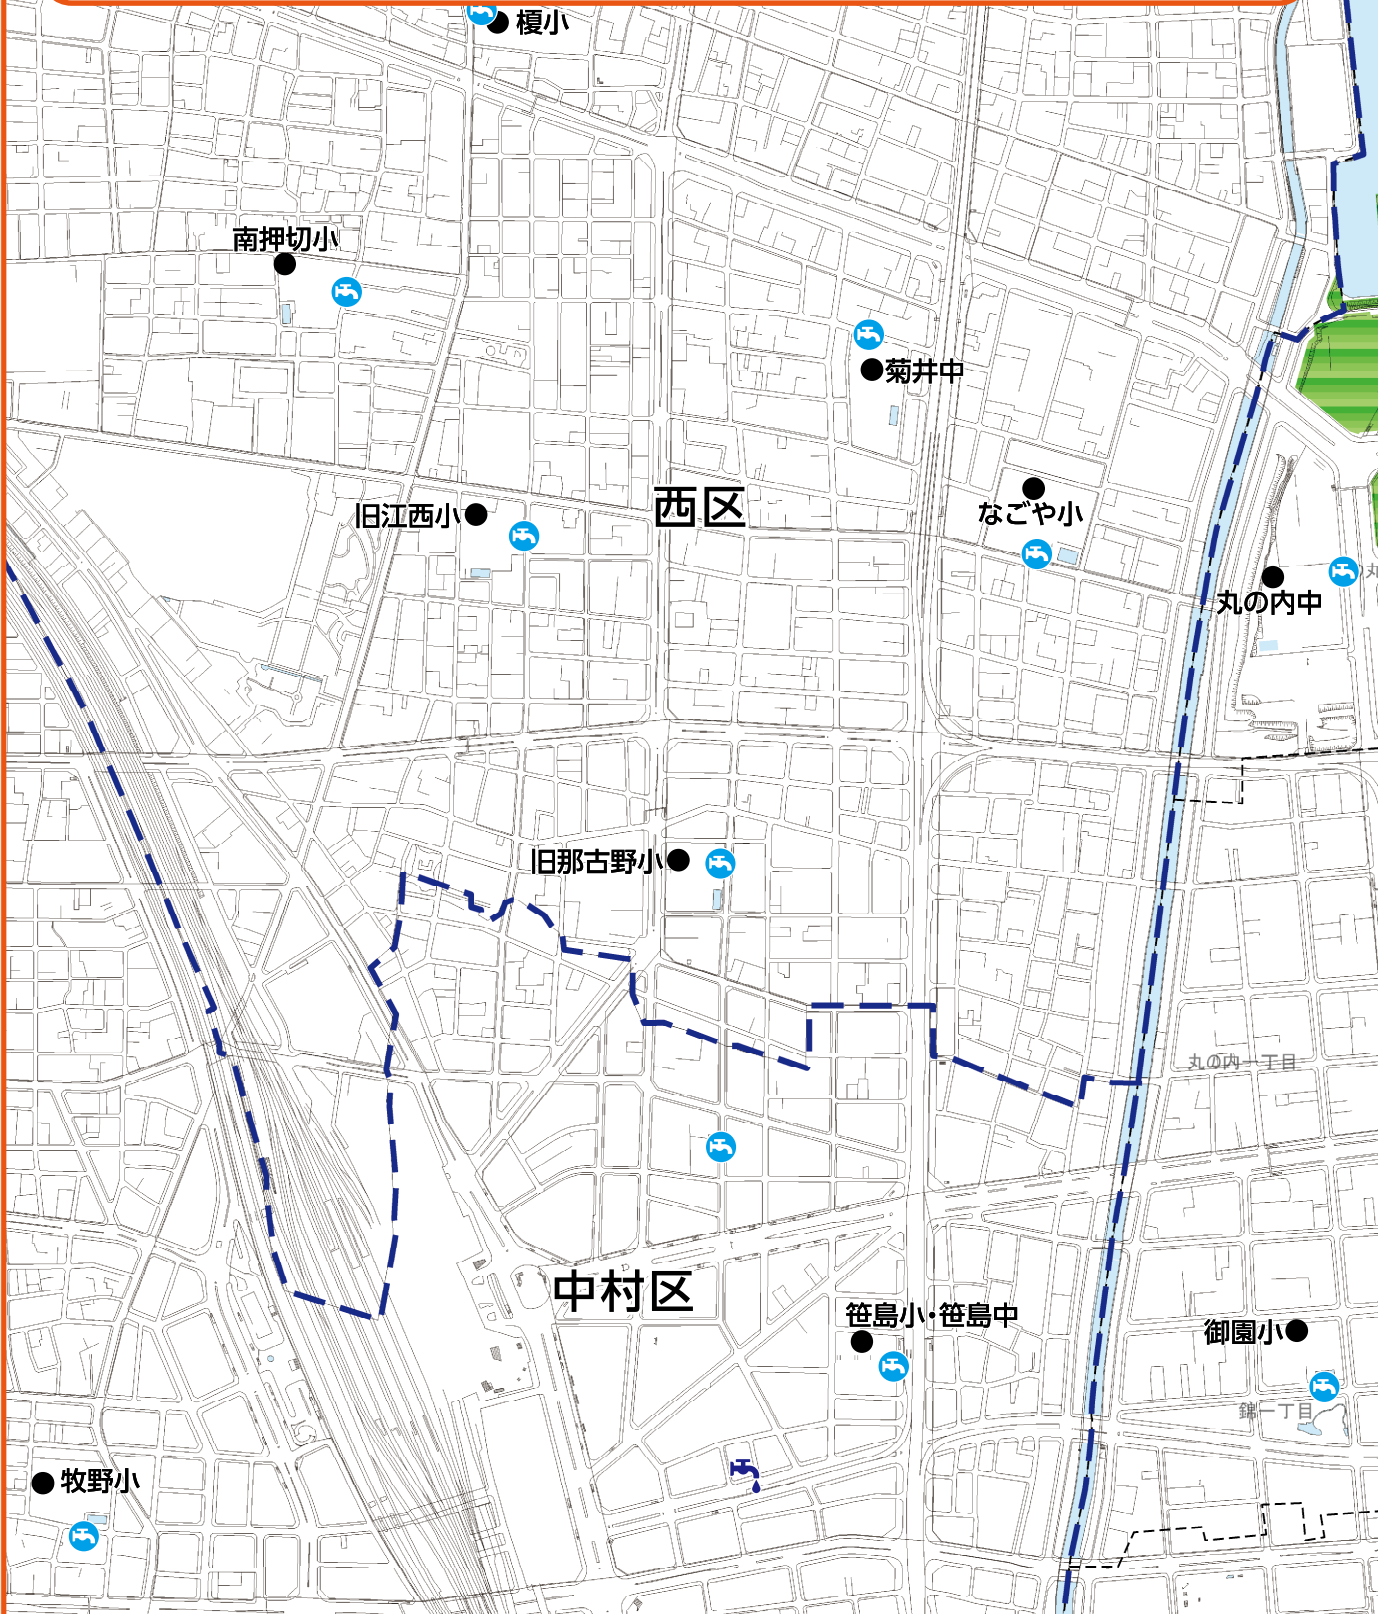 榎小
南押切小
菊井中
西区
旧江西小
なごや小
丸の内中
旧那古野小
丸の内一丁目
中村区
笹島小・笹島中
御園小
錦一丁目
牧野小